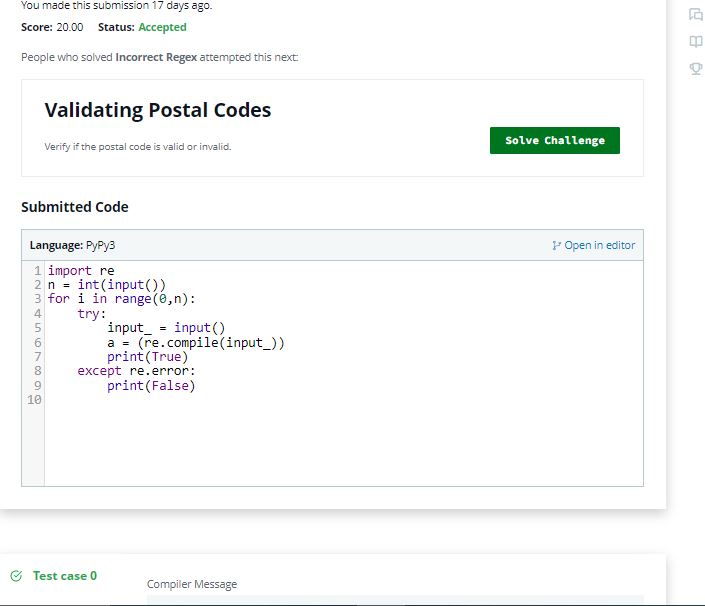 You made this submission 17 days ago.
Score: 20.00 Status: Accepted
People who solved Incorrect Regex attempted this next:
Validating Postal Codes
Verify if the postal code is valid or invalid.
Solve Challenge
Submitted Code
Language: PyPy3
Open in editor
1 import re
2 n = int(input())
3 for i in range(0,n):
4     try:
5         input_ = input()
6         a = (re.compile(input_))
7         print(True)
8     except re.error:
9         print(False)
10
Test case 0
Compiler Message